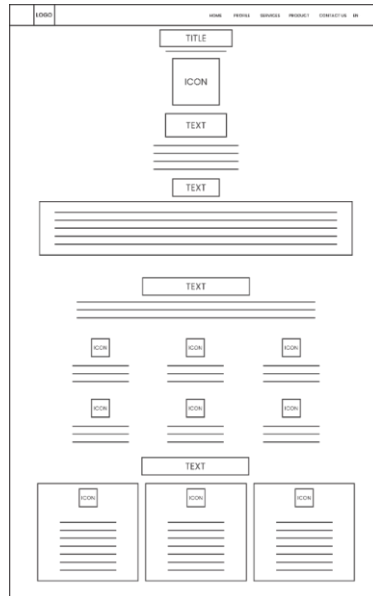 LOGO HOME PROFILE SERVICES PRODUCT CONTACT US EN
TITLE
ICON
TEXT
TEXT
TEXT
ICON ICON ICON
ICON ICON ICON
TEXT
ICON ICON ICON